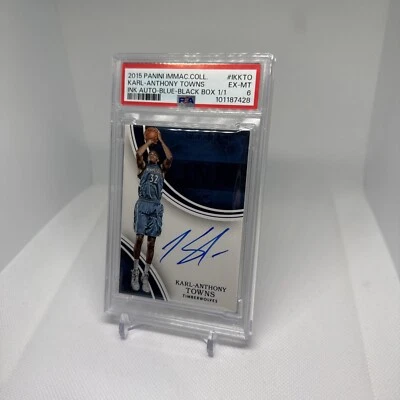 2015 PANINI IMMAC. COLL. #IKKTO
KARL-ANTHONY TOWNS EX-MT
INK AUTO-BLUE-BLACK BOX 1/1 6
PSA 101187428
32
KARL-ANTHONY
TOWNS
TIMBERWOLVES